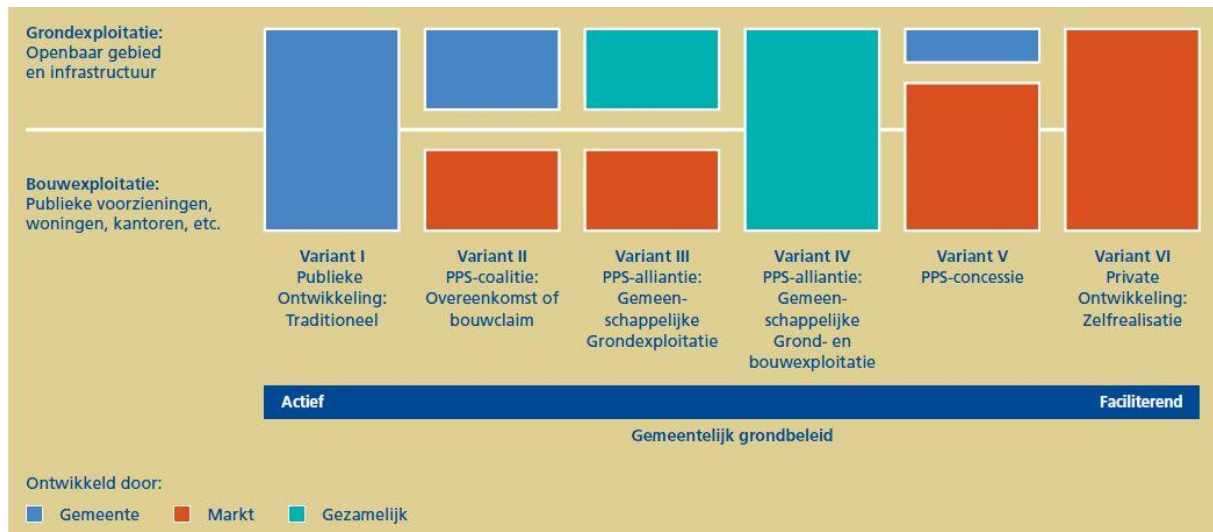 Grondexploitatie:
Openbaar gebied
en infrastructuur
Bouwexploitatie:
Publieke voorzieningen,
woningen, kantoren, etc.
Variant I
Publieke
Ontwikkeling:
Traditioneel
Variant II
PPS-coalitie:
Overeenkomst of
bouwclaim
Variant III
PPS-alliantie:
Gemeen-
schappelijke
Grondexploitatie
Variant IV
PPS-alliantie:
Gemeen-
schappelijke
Grond- en
bouwexploitatie
Variant V
PPS-concessie
Variant VI
Private
Ontwikkeling:
Zelfrealisatie
Actief
Faciliterend
Gemeentelijk grondbeleid
Ontwikkeld door:
Gemeente
Markt
Gezamelijk